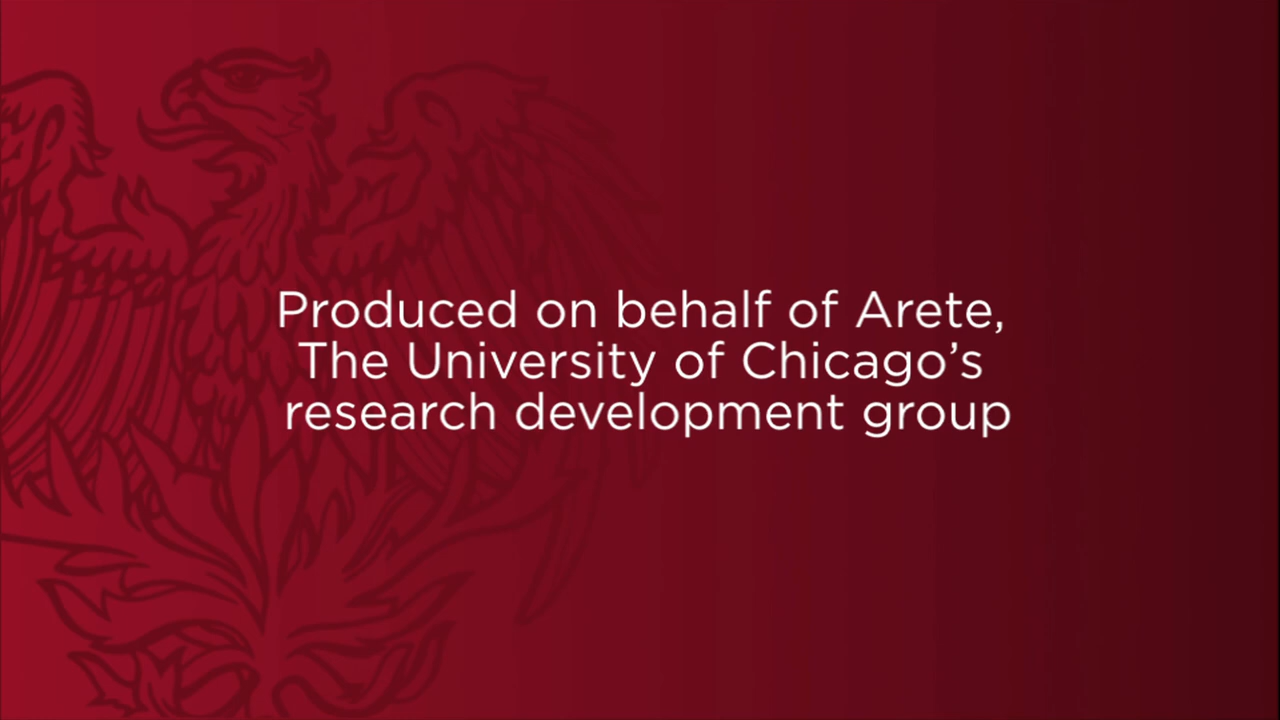 Produced on behalf of Arete,
The University of Chicago’s
research development group